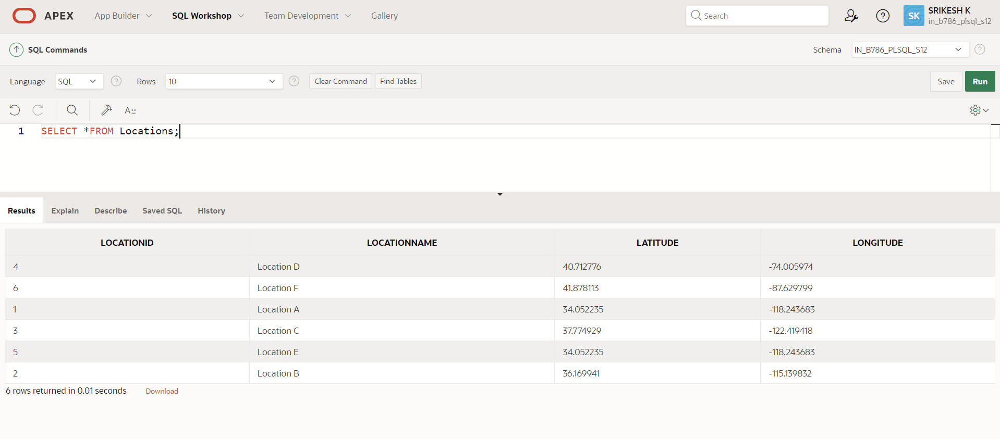 APEX App Builder SQL Workshop Team Development Gallery Search SK SRIKESH K
in_b786_plsql_s12
SQL Commands Schema IN_B786_PLSQL_S12 ?
Language SQL ? Rows 10 ? Clear Command Find Tables Save Run
A
1 SELECT *FROM Locations;
Results Explain Describe Saved SQL History
LOCATIONID LOCATIONNAME LATITUDE LONGITUDE
4 Location D 40.712776 -74.005974
6 Location F 41.878113 -87.629799
1 Location A 34.052235 -118.243683
3 Location C 37.774929 -122.419418
5 Location E 34.052235 -118.243683
2 Location B 36.169941 -115.139832
6 rows returned in 0.01 seconds Download